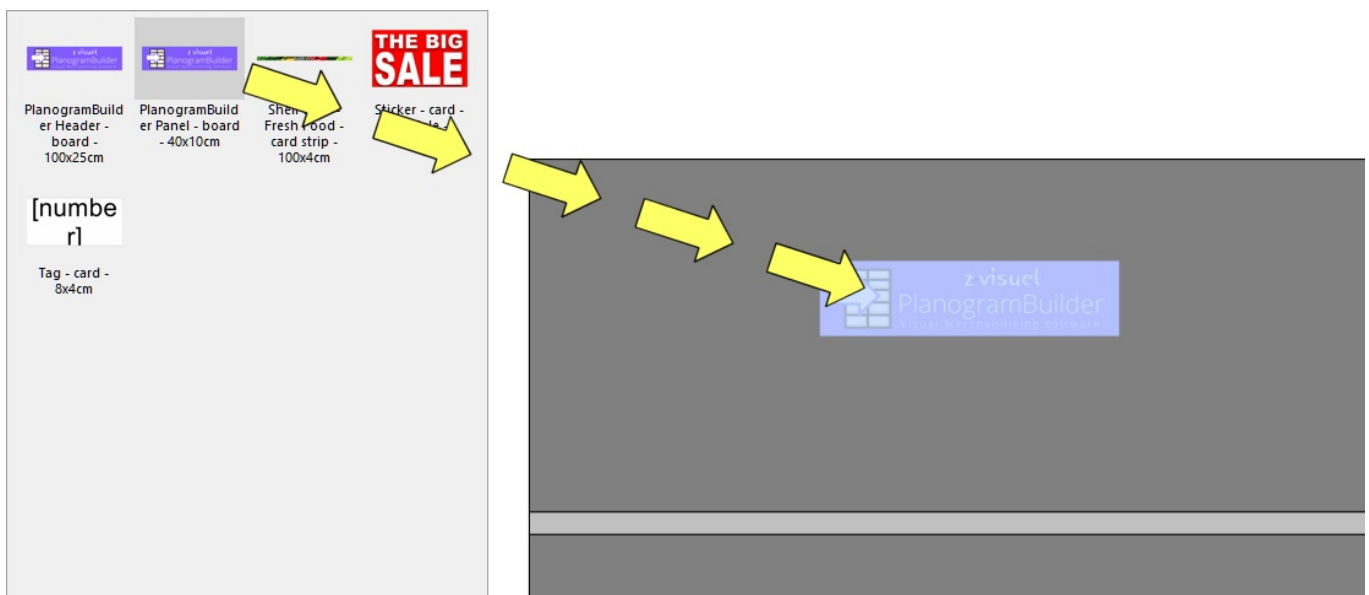 z visuel
PlanogramBuilder
PlanogramBuild
er Header -
board -
100x25cm
z visuel
PlanogramBuilder
PlanogramBuild
er Panel - board
- 40x10cm
Fresh Food -
card strip -
100x4cm
THE BIG
SALE
Sticker - card -
[numbe
r]
Tag - card -
8x4cm
z visuel
PlanogramBuilder
Visual Merchandising software